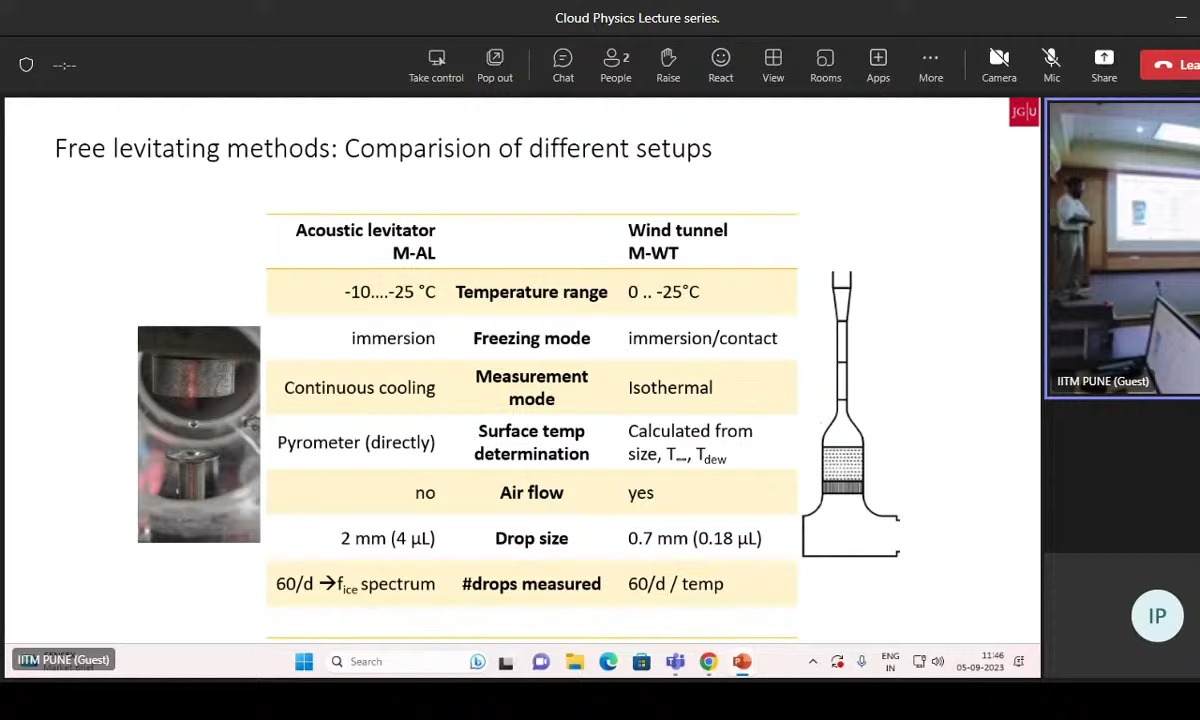 Cloud Physics Lecture series.
--:--
Take control
Pop out
Chat
People
2
Raise
React
View
Rooms
Apps
More
Camera
Mic
Share
Lea
JG|U
Free levitating methods: Comparision of different setups
Acoustic levitator
M-AL
Wind tunnel
M-WT
-10....-25 °C Temperature range 0 .. -25°C
immersion Freezing mode immersion/contact
Continuous cooling Measurement mode Isothermal
Pyrometer (directly) Surface temp determination Calculated from size, T∞, Tdew
no Air flow yes
2 mm (4 µL) Drop size 0.7 mm (0.18 µL)
60/d →fice spectrum #drops measured 60/d / temp
IITM PUNE (Guest)
IP
IITM PUNE (Guest)
Search
ENG
IN
11:46
05-09-2023